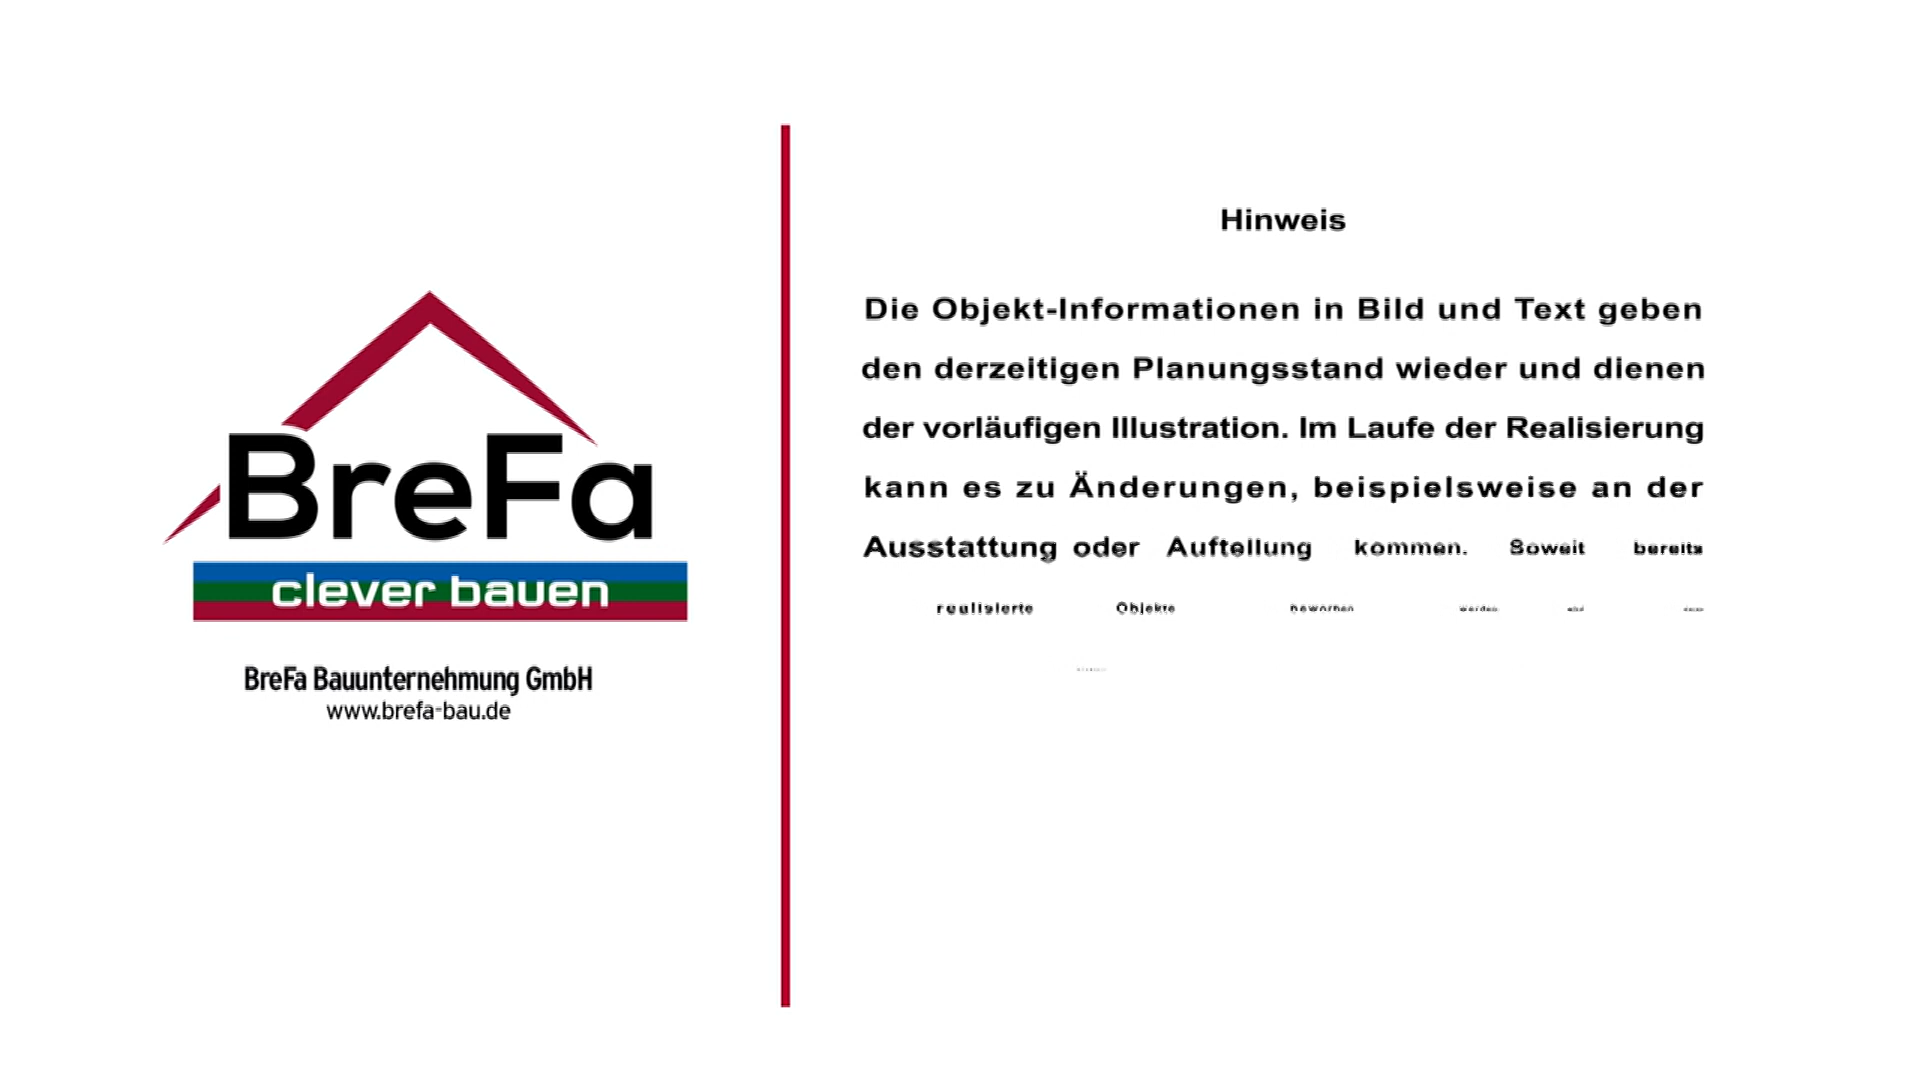 BreFa
clever bauen
BreFa Bauunternehmung GmbH
www.brefa-bau.de
Hinweis
Die Objekt-Informationen in Bild und Text geben
den derzeitigen Planungsstand wieder und dienen
der vorläufigen Illustration. Im Laufe der Realisierung
kann es zu Änderungen, beispielsweise an der
Ausstattung oder Aufteilung kommen. Soweit bereits
realisierte Objekte beworben werden